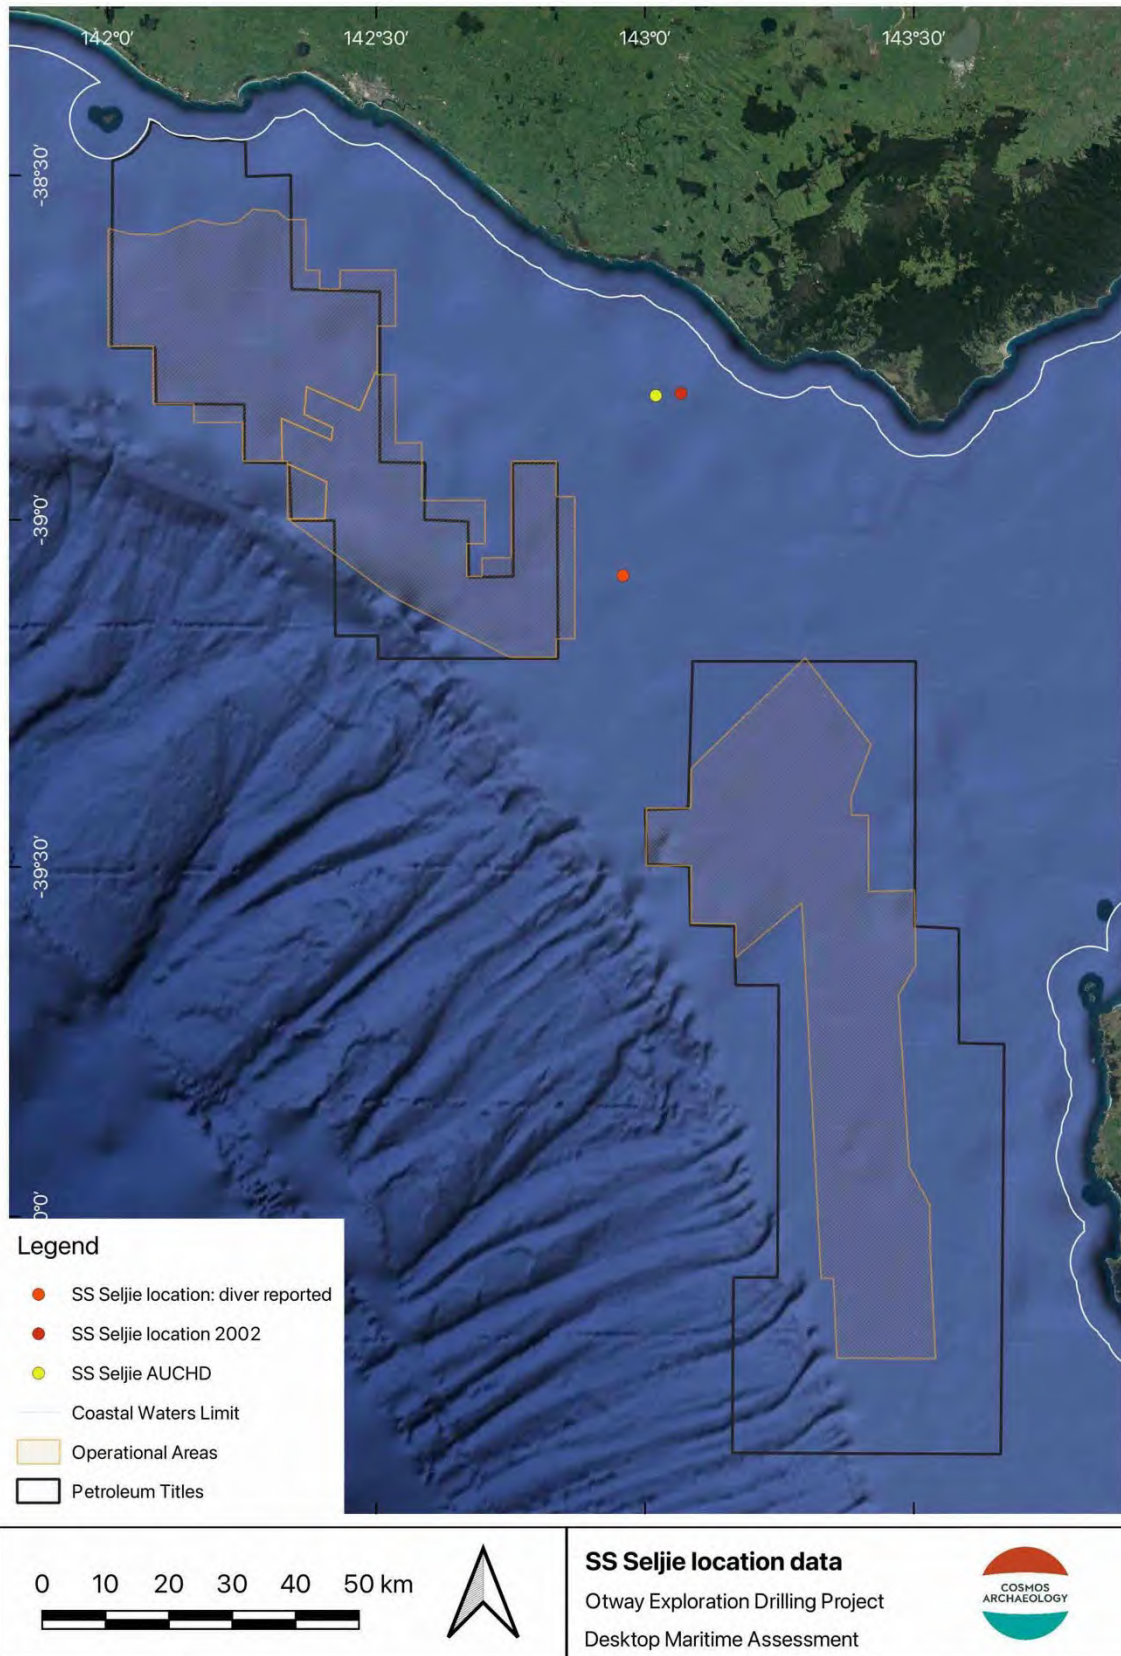 142°0' 142°30' 143°0' 143°30'
-38°30'
-39°0'
-39°30'
0°0'
Legend
SS Seljie location: diver reported
SS Seljie location 2002
SS Seljie AUCHD
Coastal Waters Limit
Operational Areas
Petroleum Titles
0 10 20 30 40 50 km
SS Seljie location data
Otway Exploration Drilling Project
Desktop Maritime Assessment
COSMOS
ARCHAEOLOGY